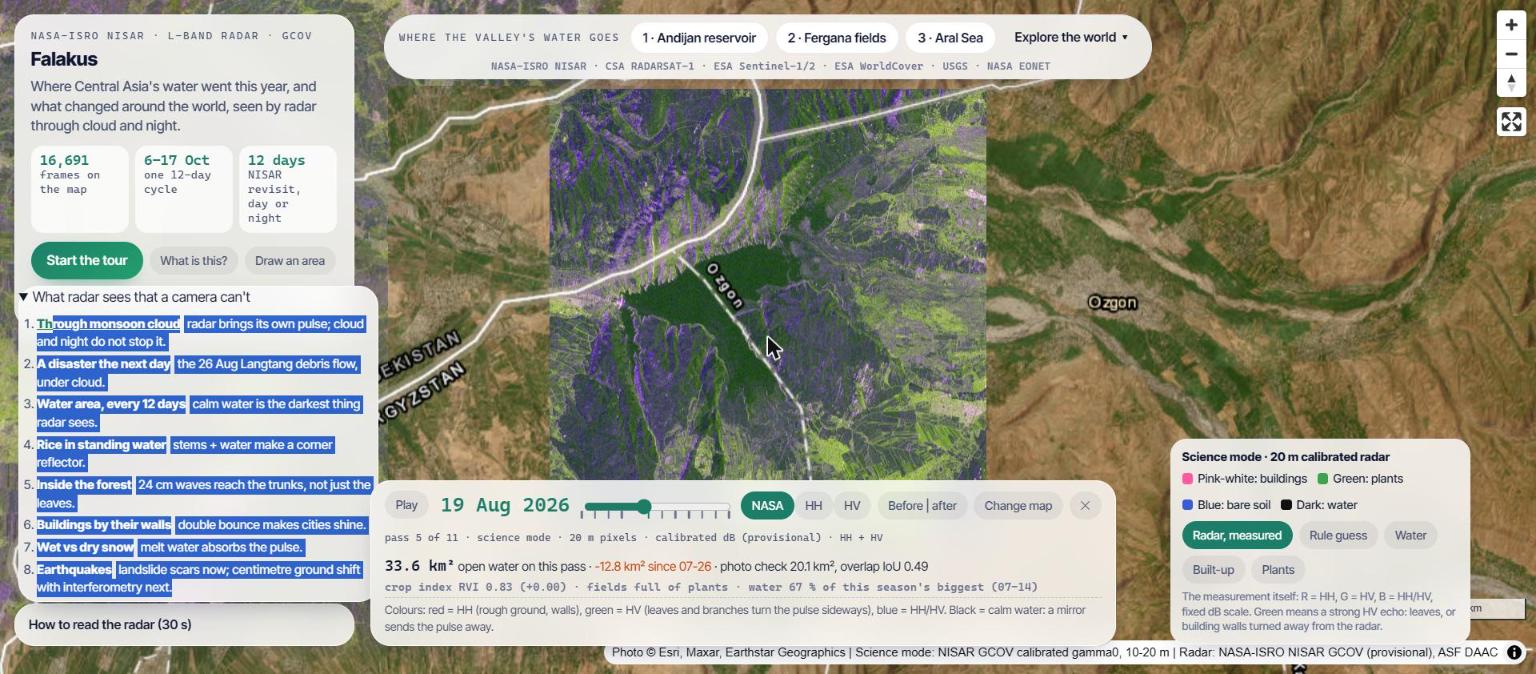 NASA-ISRO NISAR · L-BAND RADAR · GCOV
Falakus
Where Central Asia's water went this year, and
what changed around the world, seen by radar
through cloud and night.
16,691
frames on
the map
6–17 Oct
one 12-day
cycle
12 days
NISAR
revisit,
day or
night
Start the tour
What is this?
Draw an area
▼ What radar sees that a camera can't
1. Through monsoon cloud radar brings its own pulse; cloud
and night do not stop it.
2. A disaster the next day the 26 Aug Langtang debris flow,
under cloud.
3. Water area, every 12 days calm water is the darkest thing
radar sees.
4. Rice in standing water stems + water make a corner
reflector.
5. Inside the forest 24 cm waves reach the trunks, not just the
leaves.
6. Buildings by their walls double bounce makes cities shine.
7. Wet vs dry snow melt water absorbs the pulse.
8. Earthquakes landslide scars now; centimetre ground shift
with interferometry next.
How to read the radar (30 s)
WHERE THE VALLEY'S WATER GOES
1 · Andijan reservoir
2 · Fergana fields
3 · Aral Sea
Explore the world ▾
NASA-ISRO NISAR · CSA RADARSAT-1 · ESA Sentinel-1/2 · ESA WorldCover · USGS · NASA EONET
Ozgon
Ozgon
EKISTAN
GYZSTAN
Play
19 Aug 2026
NASA
HH
HV
Before | after
Change map
×
pass 5 of 11 · science mode · 20 m pixels · calibrated dB (provisional) · HH + HV
33.6 km² open water on this pass · -12.8 km² since 07-26 · photo check 20.1 km², overlap IoU 0.49
crop index RVI 0.83 (+0.00) · fields full of plants · water 67 % of this season's biggest (07-14)
Colours: red = HH (rough ground, walls), green = HV (leaves and branches turn the pulse sideways), blue = HH/HV. Black = calm water: a mirror
sends the pulse away.
Science mode · 20 m calibrated radar
Pink-white: buildings
Green: plants
Blue: bare soil
Dark: water
Radar, measured
Rule guess
Water
Built-up
Plants
The measurement itself: R = HH, G = HV, B = HH/HV,
fixed dB scale. Green means a strong HV echo: leaves, or
building walls turned away from the radar.
km
Photo © Esri, Maxar, Earthstar Geographics | Science mode: NISAR GCOV calibrated gamma0, 10-20 m | Radar: NASA-ISRO NISAR GCOV (provisional), ASF DAAC